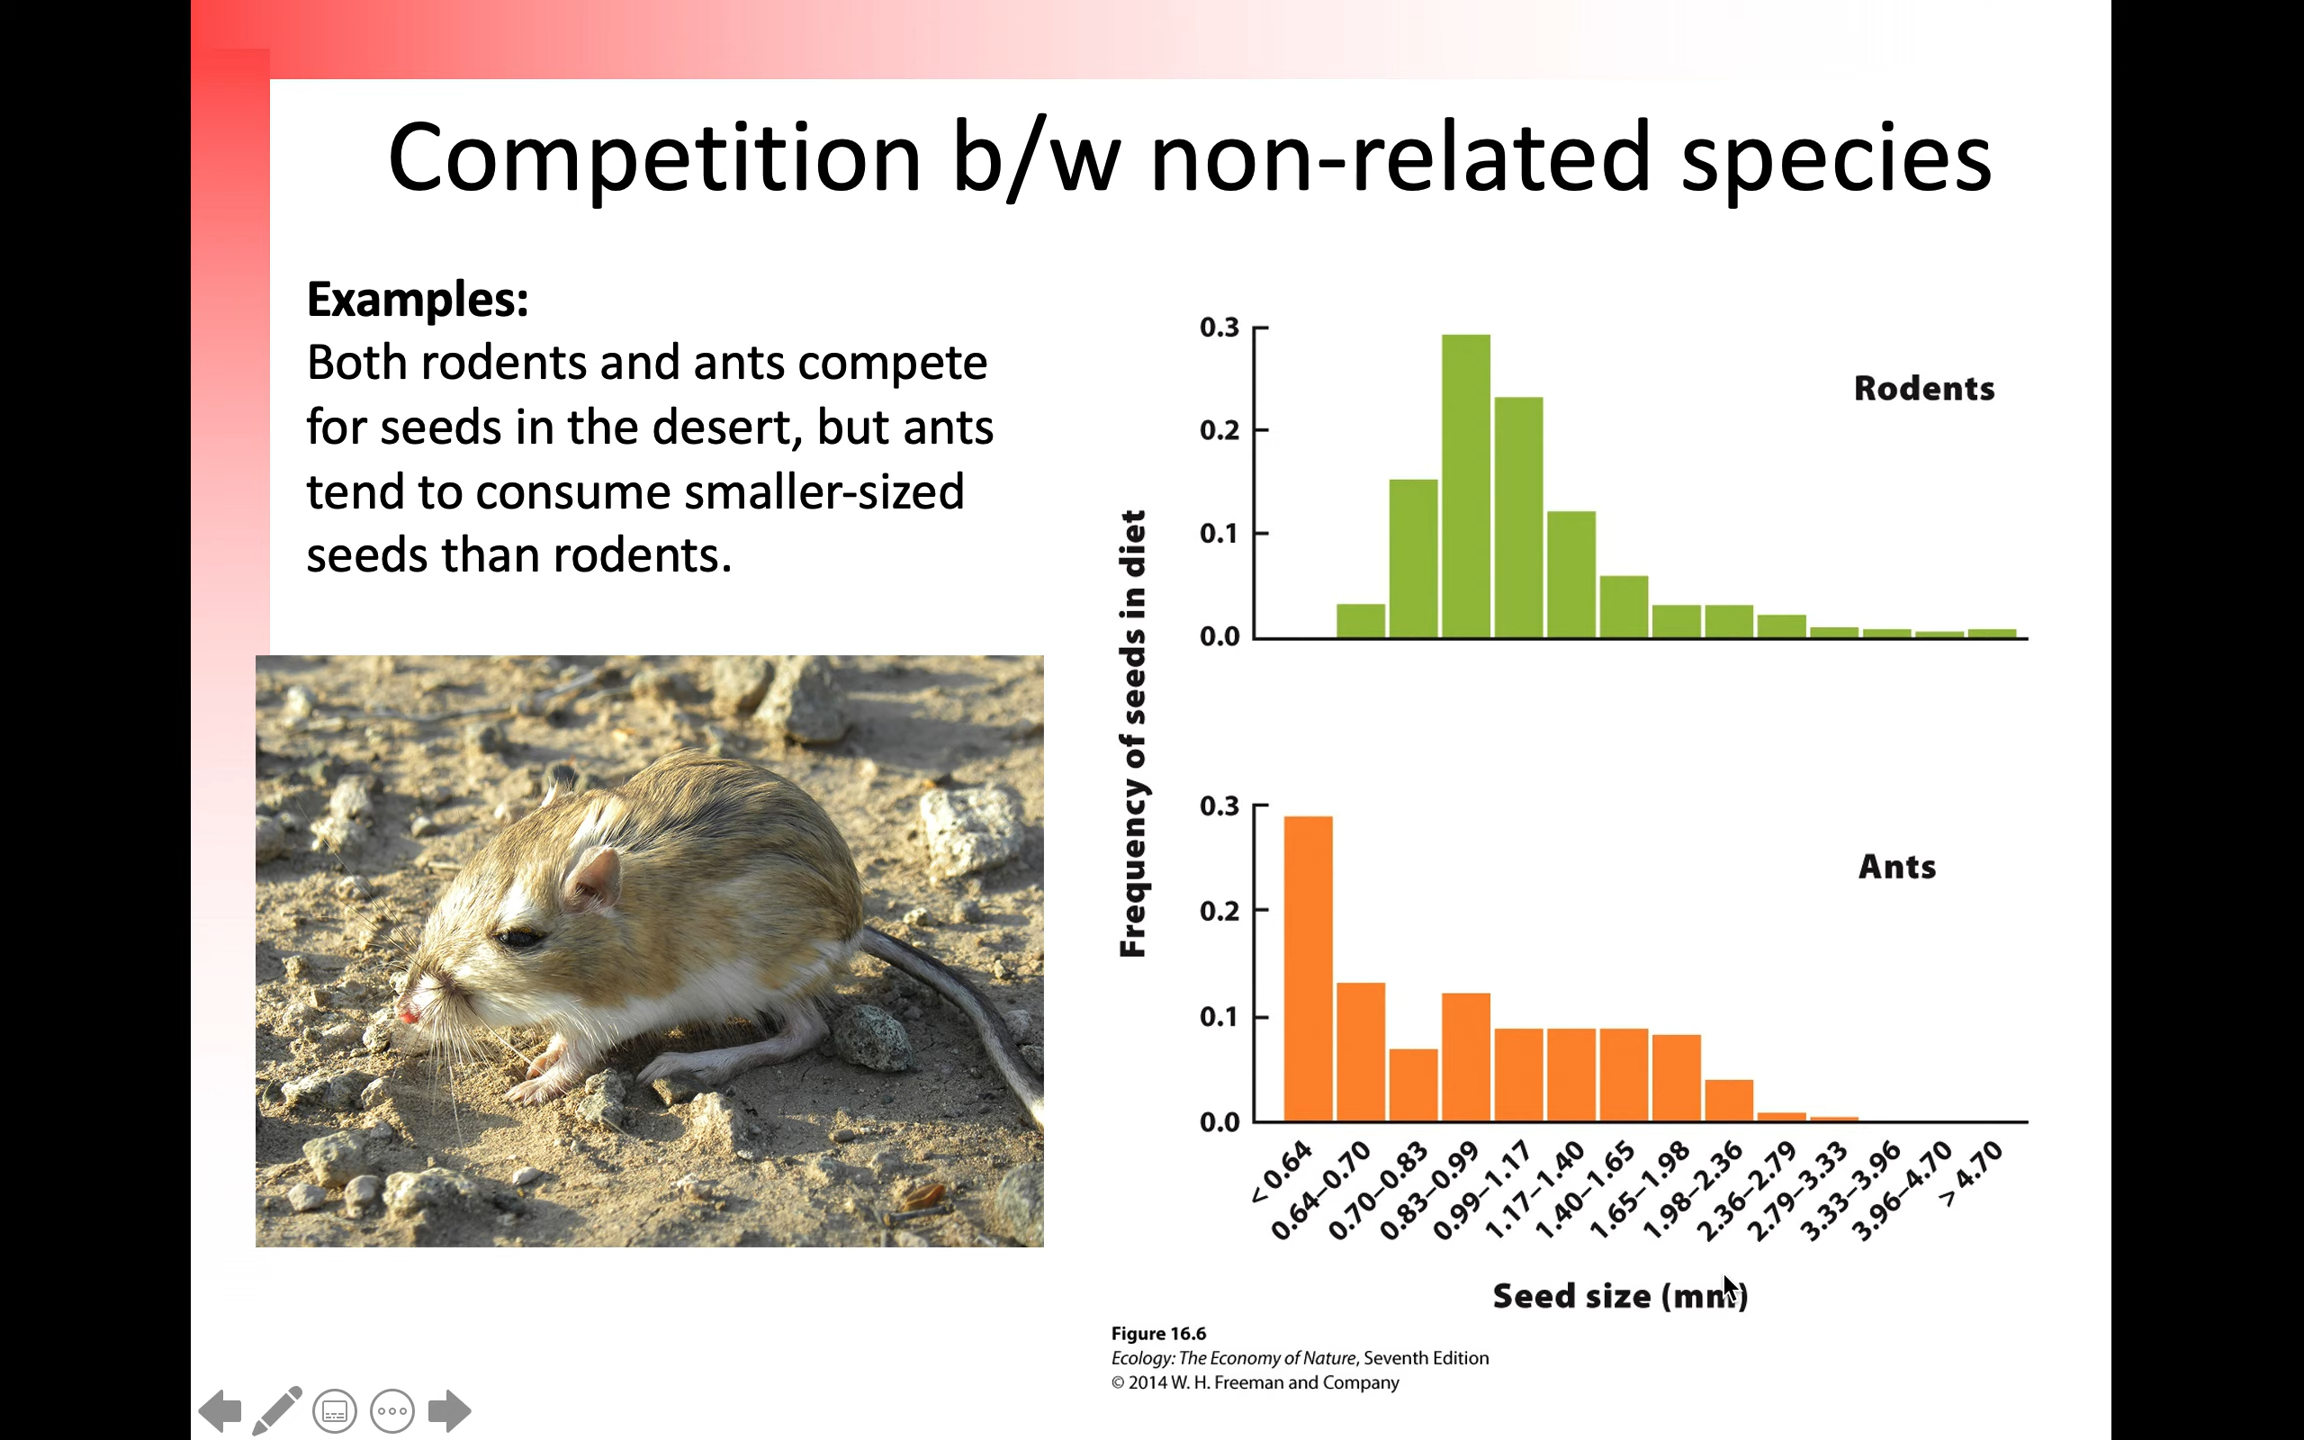 Competition b/w non-related species
Examples:
Both rodents and ants compete
for seeds in the desert, but ants
tend to consume smaller-sized
seeds than rodents.
Frequency of seeds in diet
0.3
0.2
0.1
0.0
Rodents
0.3
0.2
0.1
0.0
Ants
< 0.64
0.64–0.70
0.70–0.83
0.83–0.99
0.99–1.17
1.17–1.40
1.40–1.65
1.65–1.98
1.98–2.36
2.36–2.79
2.79–3.33
3.33–3.96
3.96–4.70
> 4.70
Seed size (mm)
Figure 16.6
Ecology: The Economy of Nature, Seventh Edition
© 2014 W. H. Freeman and Company